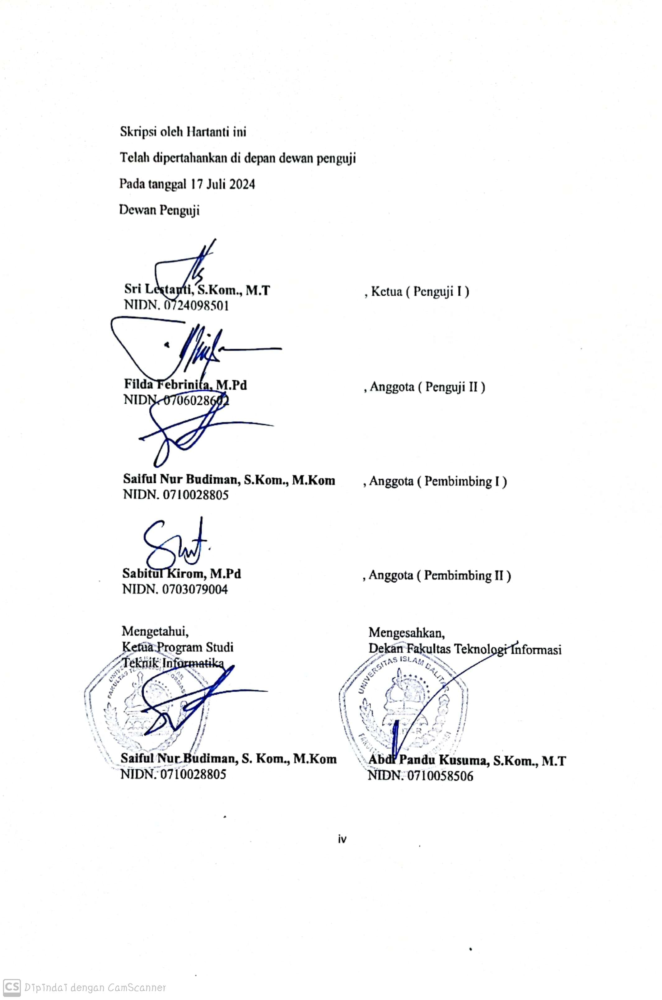 Skripsi oleh Hartanti ini
Telah dipertahankan di depan dewan penguji
Pada tanggal 17 Juli 2024
Dewan Penguji
Sri Lestanti, S.Kom., M.T , Ketua ( Penguji I )
NIDN. 0724098501
Filda Febrinita, M.Pd , Anggota ( Penguji II )
NIDN. 0706028602
Saiful Nur Budiman, S.Kom., M.Kom , Anggota ( Pembimbing I )
NIDN. 0710028805
Sabitul Kirom, M.Pd , Anggota ( Pembimbing II )
NIDN. 0703079004
Mengetahui,
Ketua Program Studi
Teknik Informatika
FAKULTAS
Saiful Nur Budiman, S. Kom., M.Kom
NIDN. 0710028805
Mengesahkan,
Dekan Fakultas Teknologi Informasi
UNIVERSITAS ISLAM BALITAR
Abdi Pandu Kusuma, S.Kom., M.T
NIDN. 0710058506
iv
CS Dipindai dengan CamScanner